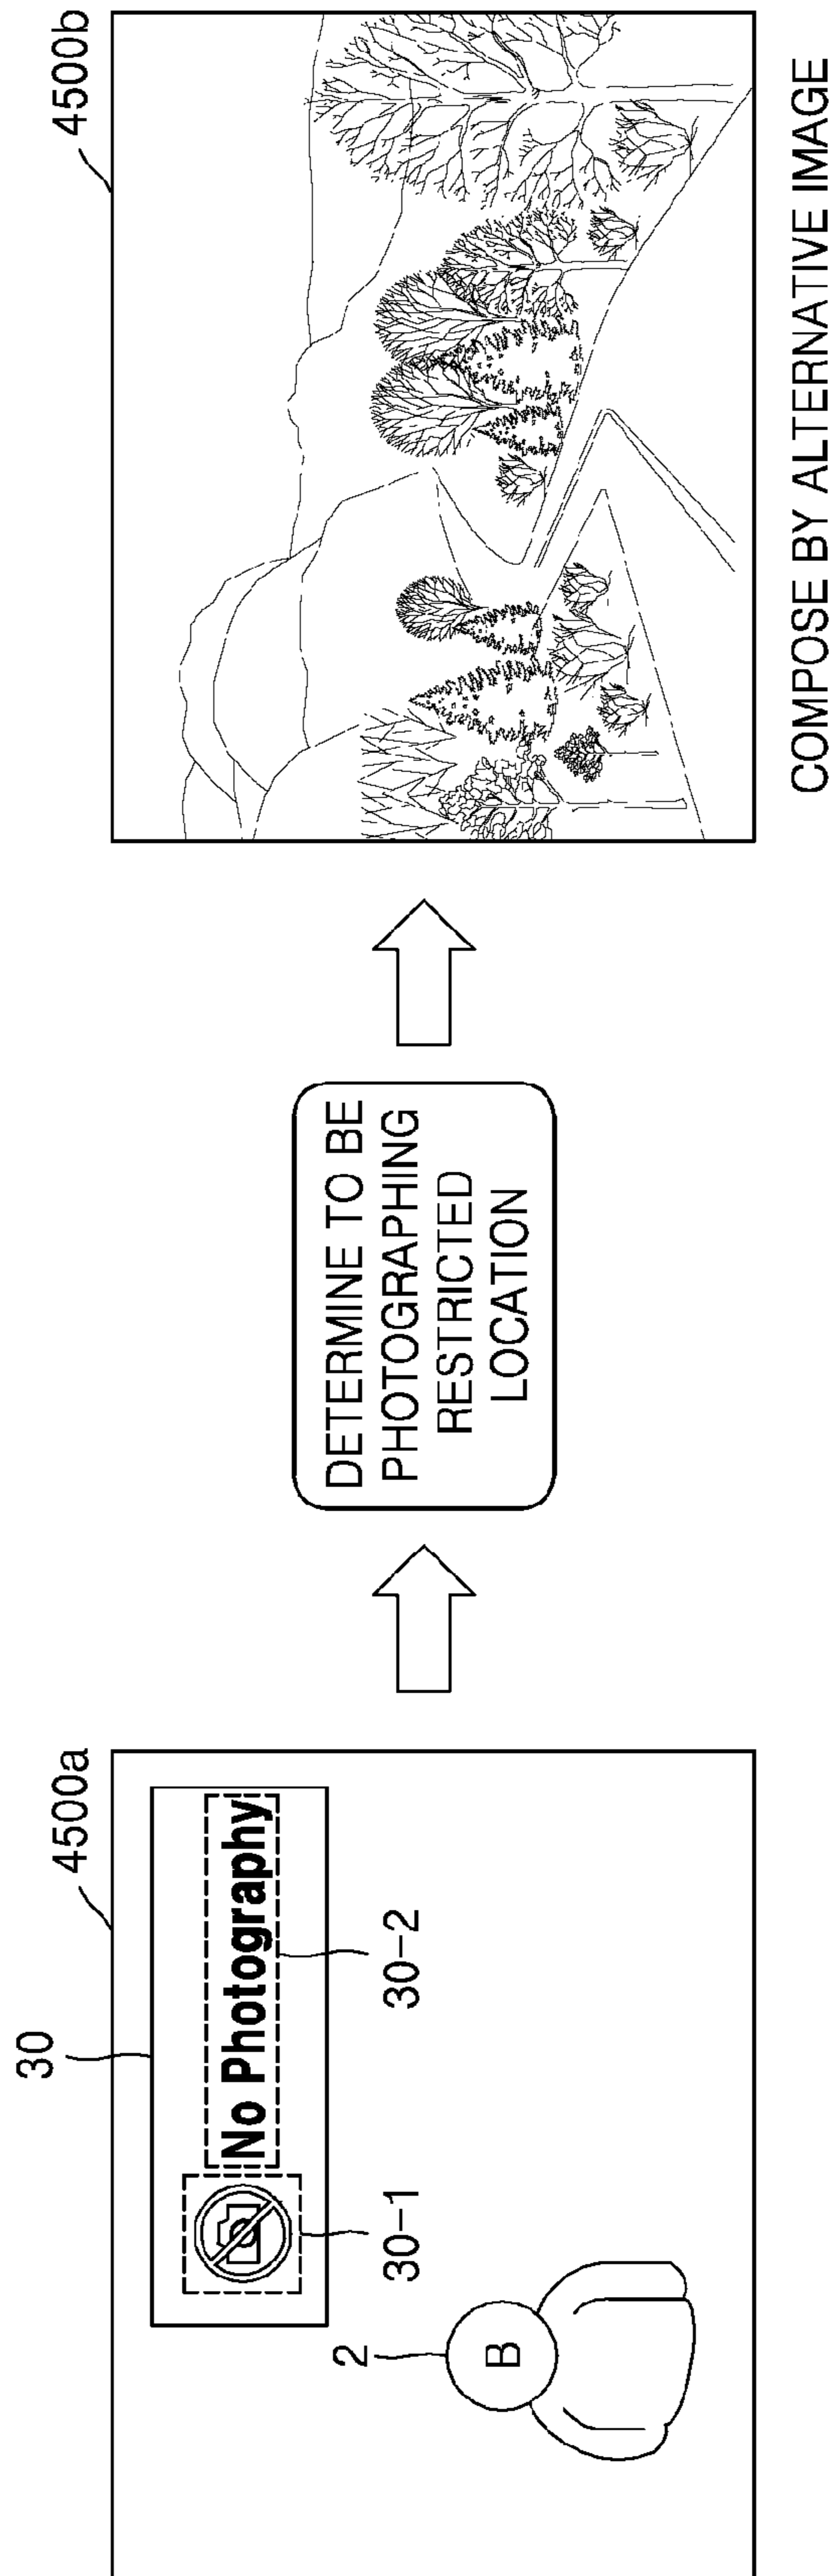 30
4500a
No Photography
30-1
30-2
2
B
DETERMINE TO BE
PHOTOGRAPHING
RESTRICTED
LOCATION
4500b
COMPOSE BY ALTERNATIVE IMAGE